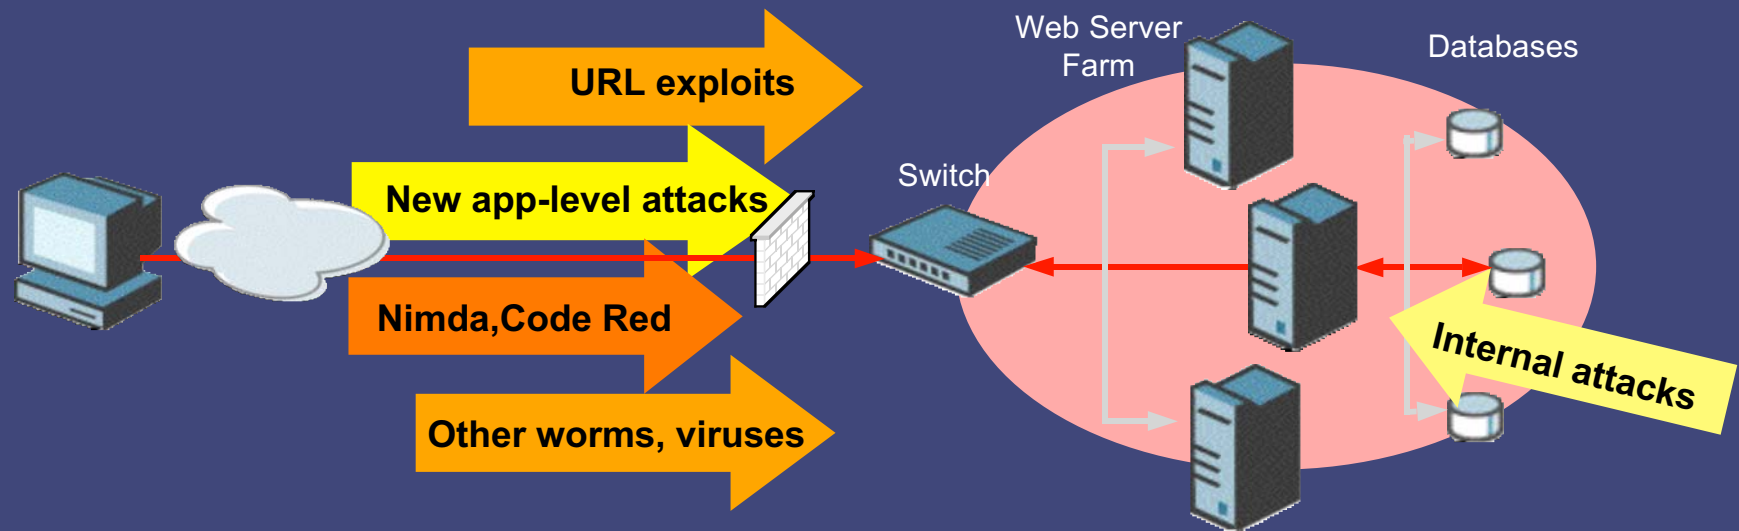 Web Server
Farm
Databases
URL exploits
Switch
New app-level attacks
Nimda,Code Red
Internal attacks
Other worms, viruses